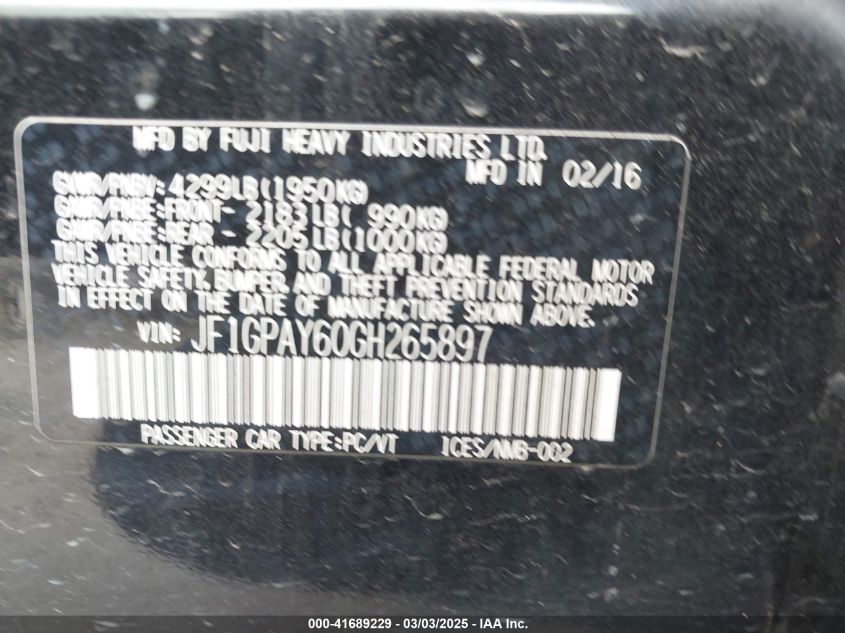 MFD BY FUJI HEAVY INDUSTRIES LTD.
MFD IN 02/16
GVWR/PNBV:4299LB(1950KG)
GAWR/PNBE:FRONT- 2183LB( 990KG)
GAWR/PNBE:REAR - 2205LB(1000KG)
THIS VEHICLE CONFORMS TO ALL APPLICABLE FEDERAL MOTOR
VEHICLE SAFETY, BUMPER, AND THEFT PREVENTION STANDARDS
IN EFFECT ON THE DATE OF MANUFACTURE SHOWN ABOVE.
VIN: JF1GPAY60GH265897
PASSENGER CAR TYPE:PC/VT ICES/NMB-002
000-41689229 - 03/03/2025 - IAA Inc.